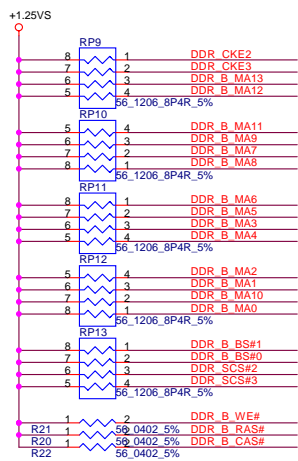 +1.25VS
RP9
8 1 DDR_CKE2
7 2 DDR_CKE3
6 3 DDR_B_MA13
5 4 DDR_B_MA12
56_1206_8P4R_5%
RP10
5 4 DDR_B_MA11
6 3 DDR_B_MA9
7 2 DDR_B_MA7
8 1 DDR_B_MA8
56_1206_8P4R_5%
RP11
8 1 DDR_B_MA6
7 2 DDR_B_MA5
6 3 DDR_B_MA3
5 4 DDR_B_MA4
56_1206_8P4R_5%
RP12
5 4 DDR_B_MA2
6 3 DDR_B_MA1
7 2 DDR_B_MA10
8 1 DDR_B_MA0
56_1206_8P4R_5%
RP13
8 1 DDR_B_BS#1
7 2 DDR_B_BS#0
6 3 DDR_SCS#2
5 4 DDR_SCS#3
56_1206_8P4R_5%
1 2 DDR_B_WE#
R21 1 56_0402_5% 2 DDR_B_RAS#
R20 1 56_0402_5% 2 DDR_B_CAS#
R22 56_0402_5%